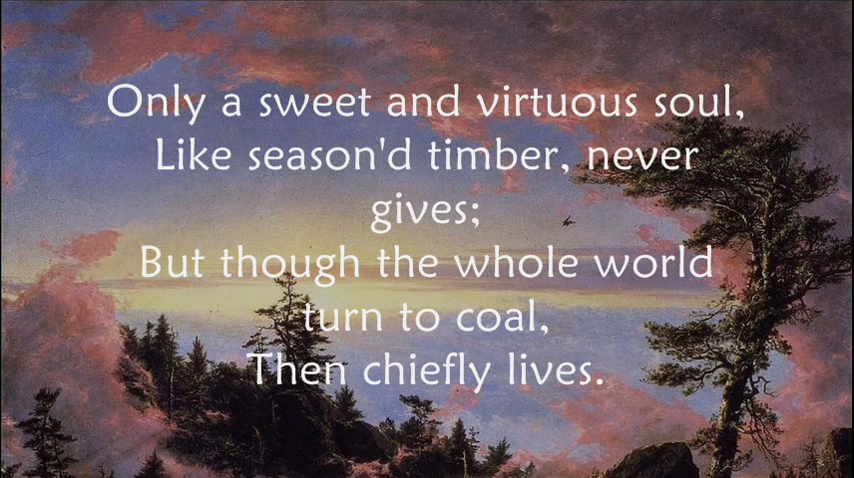 Only a sweet and virtuous soul,
Like season'd timber, never
gives;
But though the whole world
turn to coal,
Then chiefly lives.